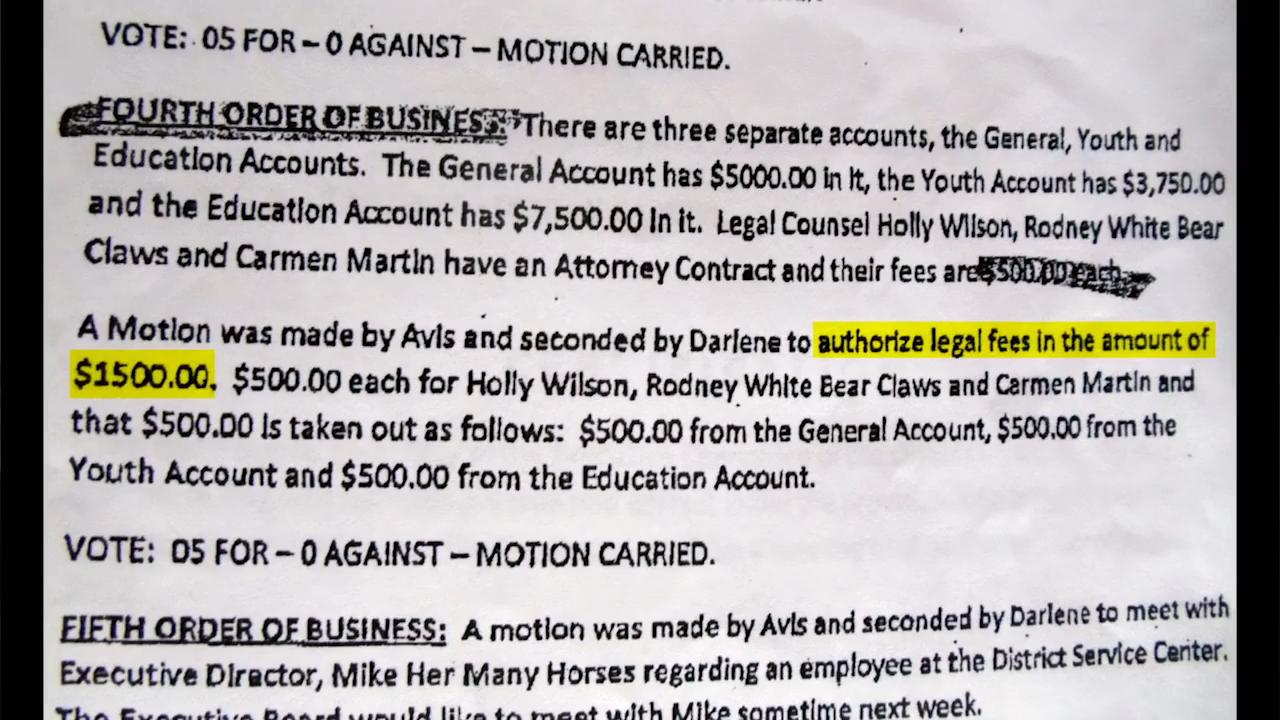 VOTE: 05 FOR – 0 AGAINST – MOTION CARRIED.
FOURTH ORDER OF BUSINESS: There are three separate accounts, the General, Youth and
Education Accounts. The General Account has $5000.00 in it, the Youth Account has $3,750.00
and the Education Account has $7,500.00 in it. Legal Counsel Holly Wilson, Rodney White Bear
Claws and Carmen Martin have an Attorney Contract and their fees are $500.00 each.
A Motion was made by Avis and seconded by Darlene to authorize legal fees in the amount of
$1500.00, $500.00 each for Holly Wilson, Rodney White Bear Claws and Carmen Martin and
that $500.00 is taken out as follows: $500.00 from the General Account, $500.00 from the
Youth Account and $500.00 from the Education Account.
VOTE: 05 FOR – 0 AGAINST – MOTION CARRIED.
FIFTH ORDER OF BUSINESS: A motion was made by Avis and seconded by Darlene to meet with
Executive Director, Mike Her Many Horses regarding an employee at the District Service Center.
The Executive Board would like to meet with Mike sometime next week.